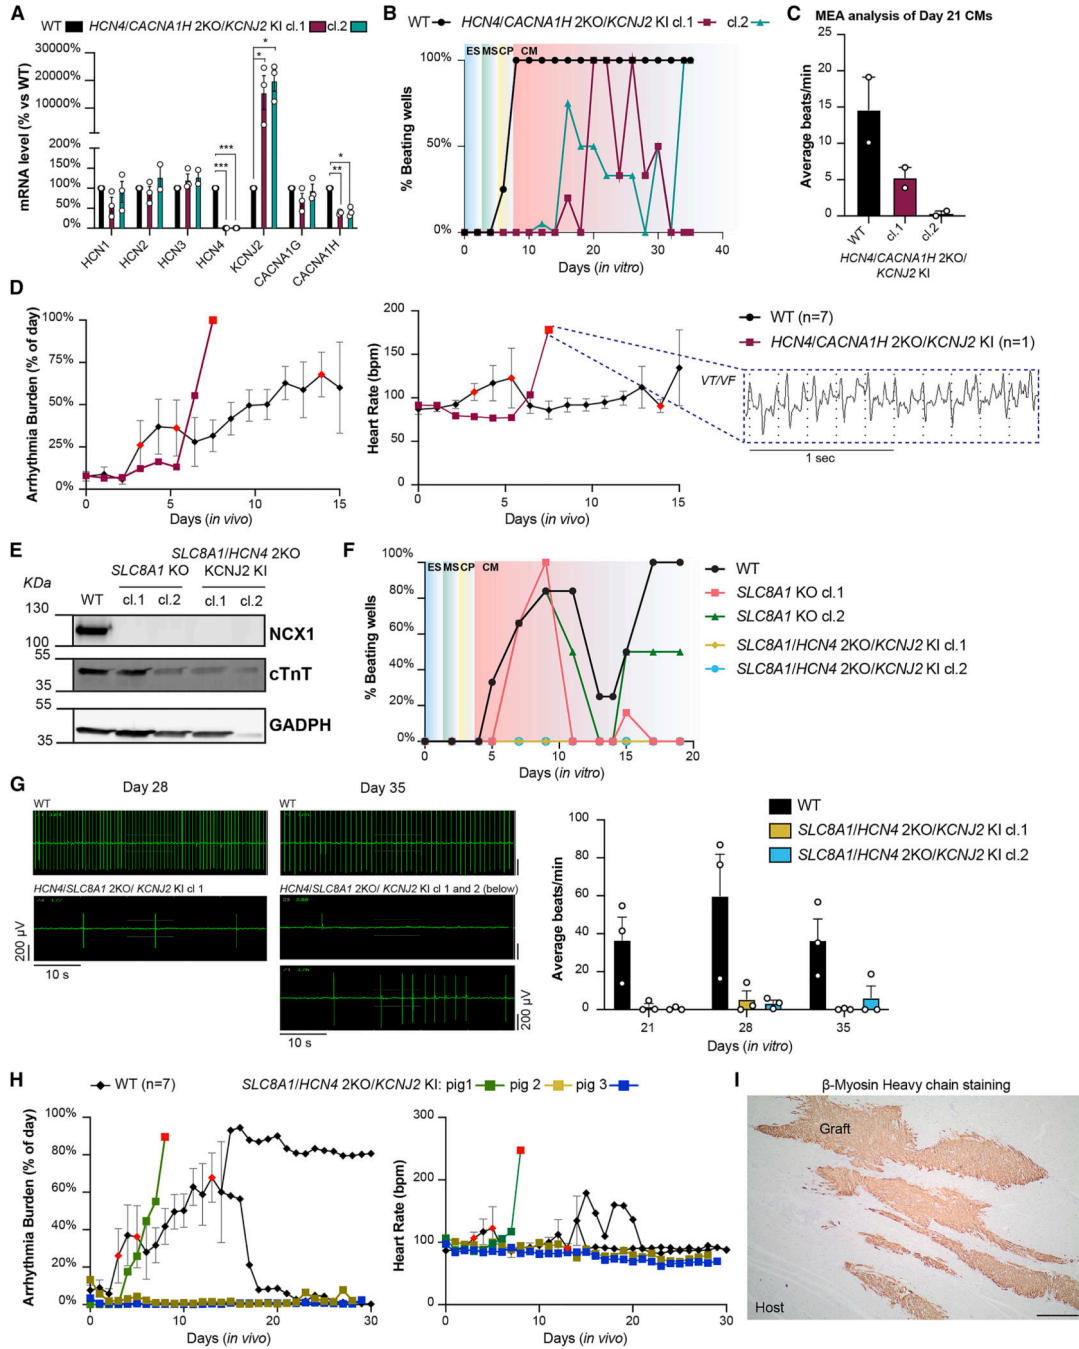 A
WT HCN4/CACNA1H 2KO/KCNJ2 KI cl.1 cl.2
mRNA level (% vs WT)
30000%
20000%
10000%
200%
150%
100%
50%
0%
*
*
***
***
*
**
HCN1
HCN2
HCN3
HCN4
KCNJ2
CACNA1G
CACNA1H
B
WT HCN4/CACNA1H 2KO/KCNJ2 KI cl.1 cl.2
% Beating wells
100%
50%
0%
ES MS CP CM
0 10 20 30 40
Days (in vitro)
C
MEA analysis of Day 21 CMs
Average beats/min
25
20
15
10
5
0
WT
cl.1
cl.2
HCN4/CACNA1H 2KO/
KCNJ2 KI
D
Arrhythmia Burden (% of day)
100%
75%
50%
25%
0%
0 5 10 15
Days (in vivo)
Heart Rate (bpm)
200
150
100
50
0
0 5 10 15
Days (in vivo)
WT (n=7)
HCN4/CACNA1H 2KO/KCNJ2 KI (n=1)
VT/VF
1 sec
E
SLC8A1/HCN4 2KO
KCNJ2 KI
SLC8A1 KO
KDa
WT cl.1 cl.2 cl.1 cl.2
130
100
NCX1
55
35
cTnT
55
35
GADPH
F
% Beating wells
100%
80%
60%
40%
20%
0%
ES MS CP CM
0 5 10 15 20
Days (in vitro)
WT
SLC8A1 KO cl.1
SLC8A1 KO cl.2
SLC8A1/HCN4 2KO/KCNJ2 KI cl.1
SLC8A1/HCN4 2KO/KCNJ2 KI cl.2
G
Day 28
Day 35
WT
WT
HCN4/SLC8A1 2KO/ KCNJ2 KI cl 1
HCN4/SLC8A1 2KO/ KCNJ2 KI cl 1 and 2 (below)
200 µV
10 s
200 µV
10 s
Average beats/min
100
80
60
40
20
0
21 28 35
Days (in vitro)
WT
SLC8A1/HCN4 2KO/KCNJ2 KI cl.1
SLC8A1/HCN4 2KO/KCNJ2 KI cl.2
H
WT (n=7) SLC8A1/HCN4 2KO/KCNJ2 KI: pig1 pig 2 pig 3
Arrhythmia Burden (% of day)
100%
80%
60%
40%
20%
0%
0 10 20 30
Days (in vivo)
Heart Rate (bpm)
300
200
100
0
0 10 20 30
Days (in vivo)
I
β-Myosin Heavy chain staining
Graft
Host